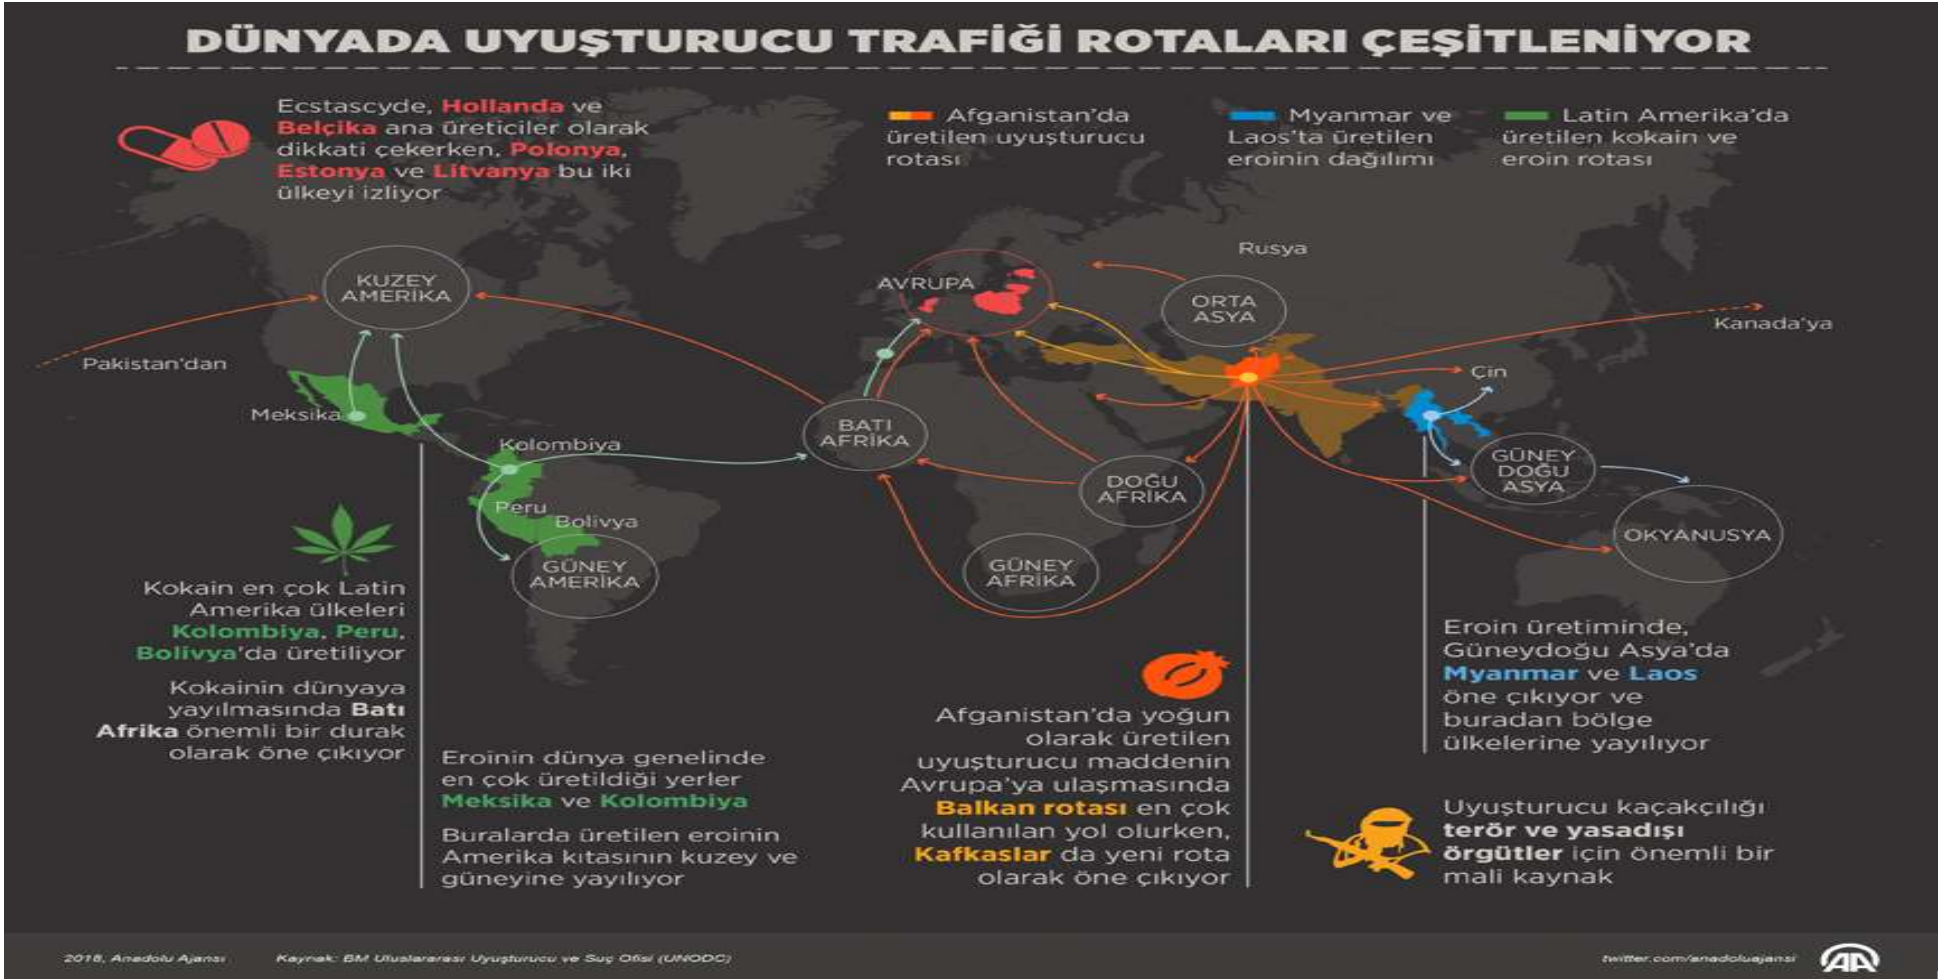 DÜNYADA UYUŞTURUCU TRAFİĞİ ROTALARI ÇEŞİTLENİYOR
Ecstascyde, Hollanda ve
Belçika ana üreticiler olarak
dikkati çekerken, Polonya,
Estonya ve Litvanya bu iki
ülkeyi izliyor
Afganistan'da
üretilen uyuşturucu
rotası
Myanmar ve
Laos'ta üretilen
eroinin dağılımı
Latin Amerika'da
üretilen kokain ve
eroin rotası
KUZEY
AMERİKA
AVRUPA
Rusya
ORTA
ASYA
Kanada'ya
Pakistan'dan
Çin
Meksika
BATI
AFRİKA
Kolombiya
GÜNEY
DOĞU
ASYA
DOĞU
AFRİKA
Peru
Bolivya
OKYANUSYA
GÜNEY
AMERİKA
GÜNEY
AFRİKA
Kokain en çok Latin
Amerika ülkeleri
Kolombiya, Peru,
Bolivya'da üretiliyor
Kokainin dünyaya
yayılmasında Batı
Afrika önemli bir durak
olarak öne çıkıyor
Eroinin dünya genelinde
en çok üretildiği yerler
Meksika ve Kolombiya
Buralarda üretilen eroinin
Amerika kıtasının kuzey ve
güneyine yayılıyor
Afganistan'da yoğun
olarak üretilen
uyuşturucu maddenin
Avrupa'ya ulaşmasında
Balkan rotası en çok
kullanılan yol olurken,
Kafkaslar da yeni rota
olarak öne çıkıyor
Eroin üretiminde,
Güneydoğu Asya'da
Myanmar ve Laos
öne çıkıyor ve
buradan bölge
ülkelerine yayılıyor
Uyuşturucu kaçakçılığı
terör ve yasadışı
örgütler için önemli bir
mali kaynak
2018, Anadolu Ajansı
Kaynak: BM Uluslararası Uyuşturucu ve Suç Ofisi (UNODC)
twitter.com/anadoluajansi
AA